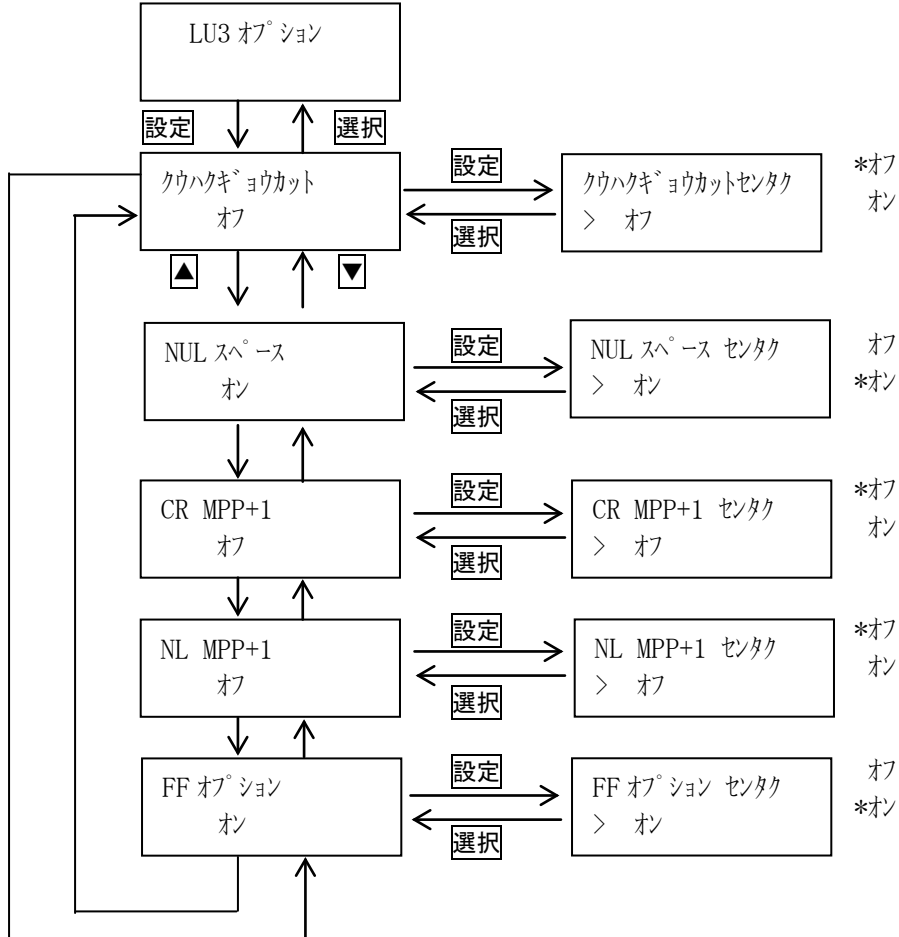 LU3 ｵﾌﾟｼｮﾝ
設定
選択
ｸｳﾊｸｷﾞｮｳｶｯﾄ
ｵﾌ
設定
選択
ｸｳﾊｸｷﾞｮｳｶｯﾄｾﾝﾀｸ
> ｵﾌ
*ｵﾌ
ｵﾝ
▲
▼
NUL ｽﾍﾟｰｽ
ｵﾝ
設定
選択
NUL ｽﾍﾟｰｽ ｾﾝﾀｸ
> ｵﾝ
ｵﾌ
*ｵﾝ
CR MPP+1
ｵﾌ
設定
選択
CR MPP+1 ｾﾝﾀｸ
> ｵﾌ
*ｵﾌ
ｵﾝ
NL MPP+1
ｵﾌ
設定
選択
NL MPP+1 ｾﾝﾀｸ
> ｵﾌ
*ｵﾌ
ｵﾝ
FF ｵﾌﾟｼｮﾝ
ｵﾝ
設定
選択
FF ｵﾌﾟｼｮﾝ ｾﾝﾀｸ
> ｵﾝ
ｵﾌ
*ｵﾝ